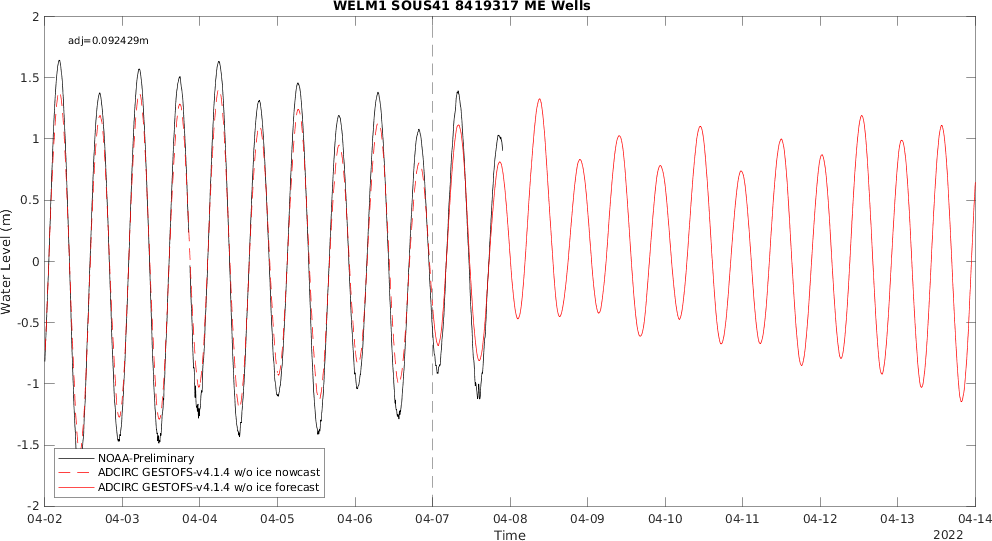 WELM1 SOUS41 8419317 ME Wells
adj=0.092429m
2
1.5
1
0.5
0
-0.5
-1
-1.5
-2
Water Level (m)
NOAA-Preliminary
ADCIRC GESTOFS-v4.1.4 w/o ice nowcast
ADCIRC GESTOFS-v4.1.4 w/o ice forecast
04-02 04-03 04-04 04-05 04-06 04-07 04-08 04-09 04-10 04-11 04-12 04-13 04-14
Time
2022